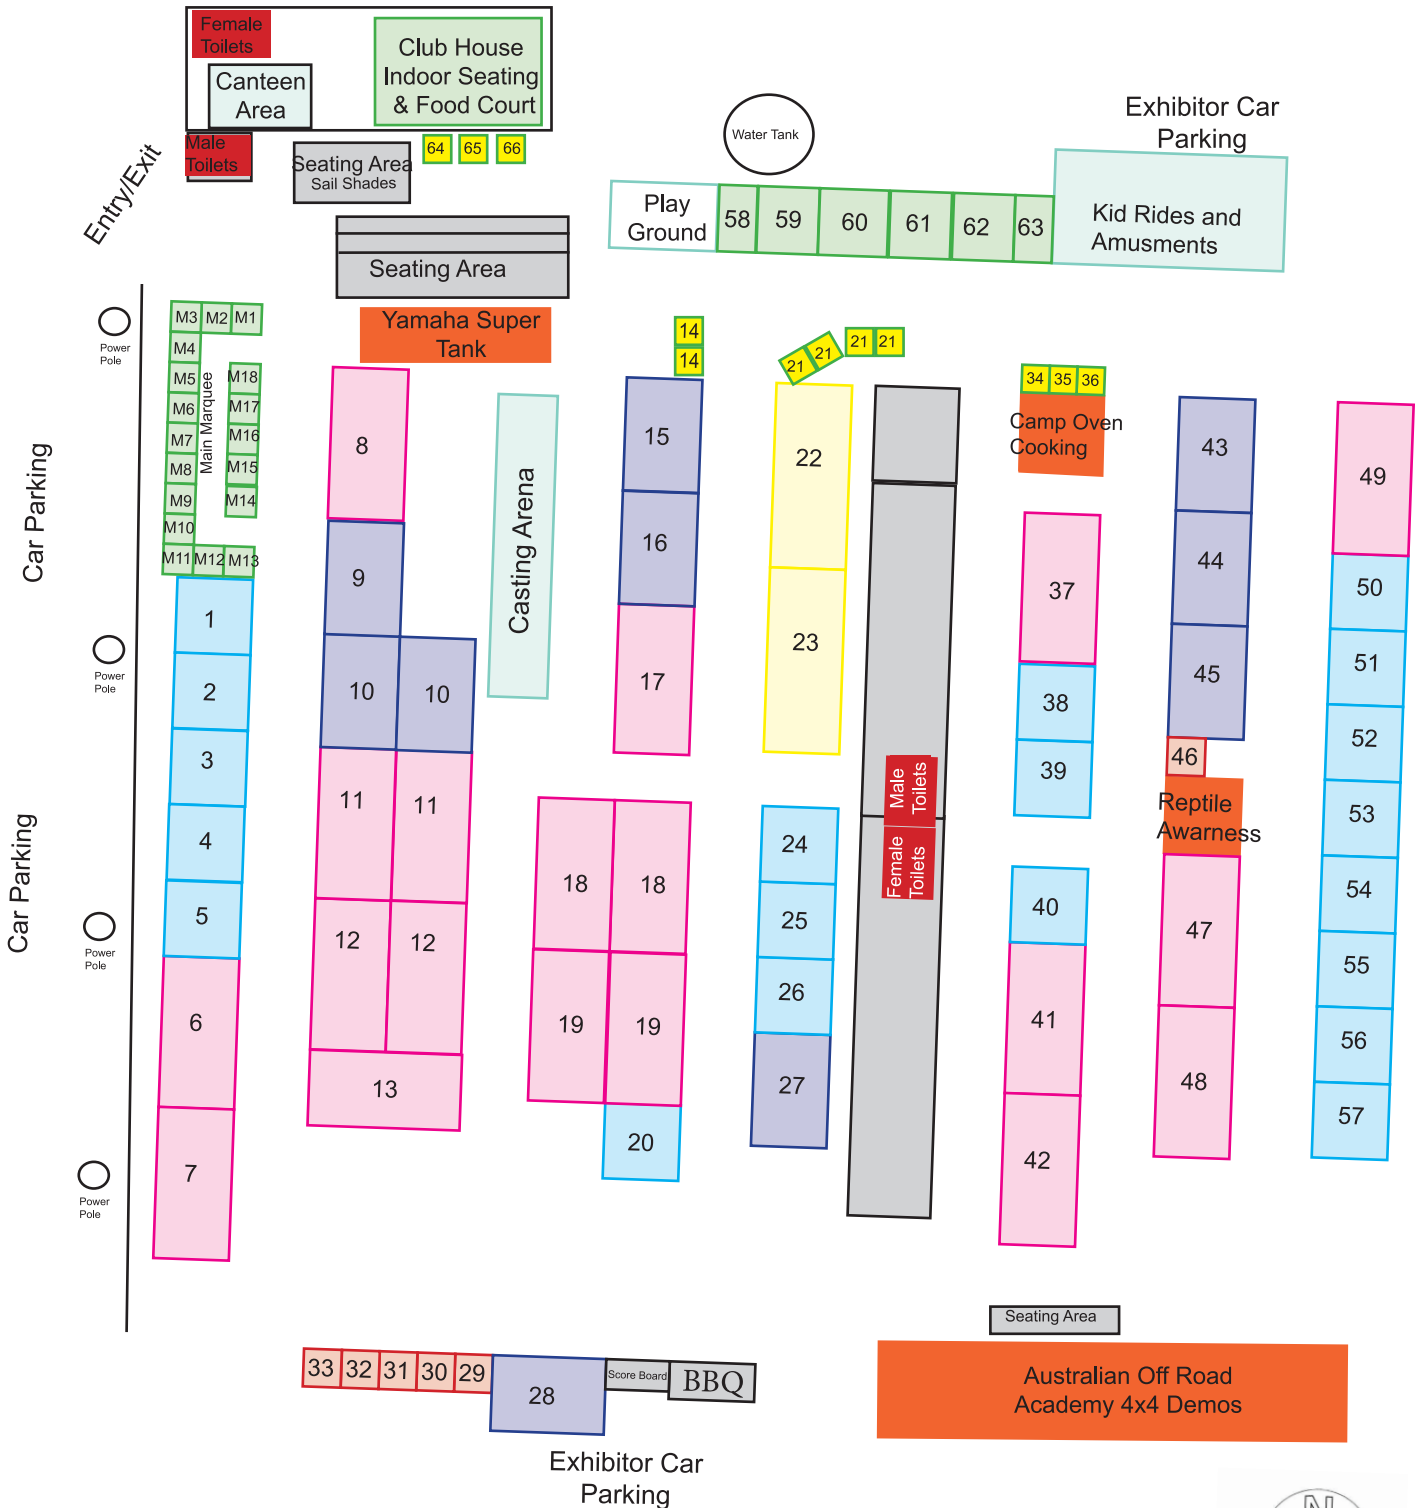 Female
Toilets
Canteen
Area
Club House
Indoor Seating
& Food Court
Male
Toilets
Seating Area
Sail Shades
64
65
66
Water Tank
Exhibitor Car
Parking
Entry/Exit
Seating Area
Play
Ground
58
59
60
61
62
63
Kid Rides and
Amusments
Yamaha Super
Tank
Power
Pole
M3
M2
M1
M4
M5
M6
M7
M8
M9
M10
M11
M12
M13
M18
M17
M16
M15
M14
Main Marquee
Car Parking
Car Parking
Power
Pole
Power
Pole
Power
Pole
1
2
3
4
5
6
7
8
9
10
10
11
11
12
12
13
Casting Arena
14
14
15
16
17
18
18
19
19
20
21
21
21
21
22
23
24
25
26
27
Male
Toilets
Female
Toilets
34
35
36
Camp Oven
Cooking
37
38
39
40
41
42
43
44
45
46
Reptile
Awarness
47
48
49
50
51
52
53
54
55
56
57
33
32
31
30
29
28
Score Board
BBQ
Exhibitor Car
Parking
Seating Area
Australian Off Road
Academy 4x4 Demos
N